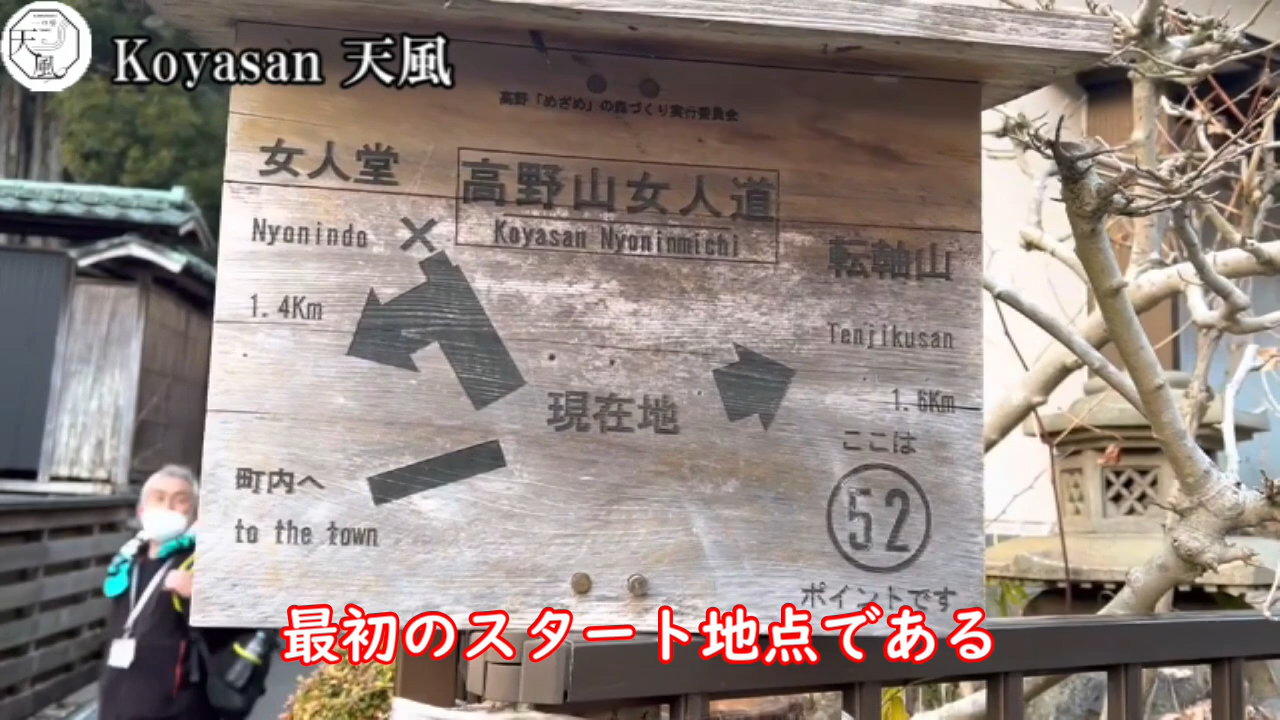 天風
Koyasan 天風
高野「めざめ」の森づくり実行委員会
女人堂
高野山女人道
Nyonindo
Koyasan Nyoninmichi
転軸山
1.4Km
Tenjikusan
現在地
1.6Km
ここは
町内へ
52
to the town
ポイントです
最初のスタート地点である